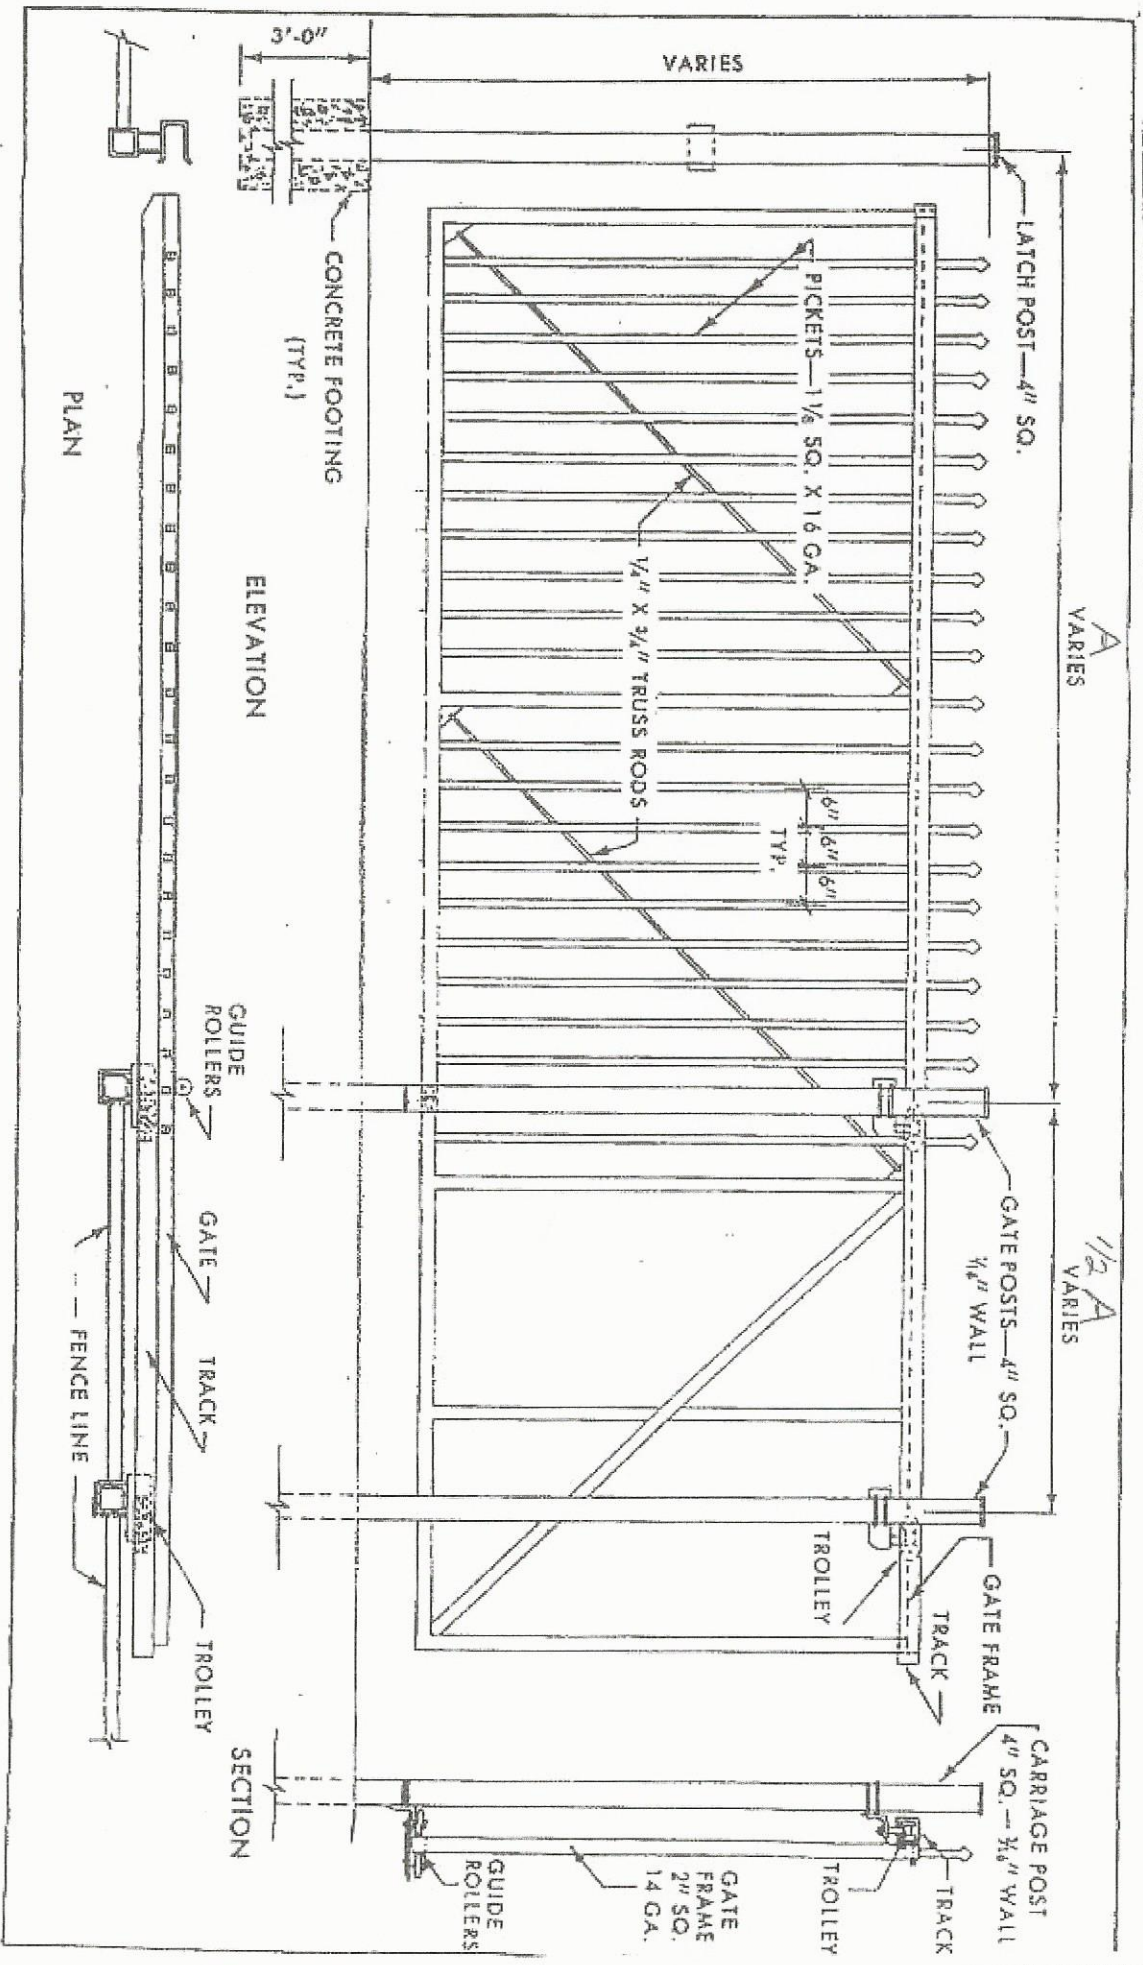 A
VARIES
1/2 A
VARIES
LATCH POST—4" SQ.
GATE POSTS—4" SQ.
3/16" WALL
GATE FRAME
TRACK
TROLLEY
CARRIAGE POST
4" SQ.—3/16" WALL
TRACK
TROLLEY
VARIES
PICKETS—1⅛ SQ. X 16 GA.
6" 6" 6"
TYP.
¼" X ¾" TRUSS RODS
GATE
FRAME
2" SQ.
14 GA.
GUIDE
ROLLERS
3'-0"
CONCRETE FOOTING
(TYP.)
ELEVATION
SECTION
GUIDE
ROLLERS
GATE
TRACK
TROLLEY
FENCE LINE
PLAN